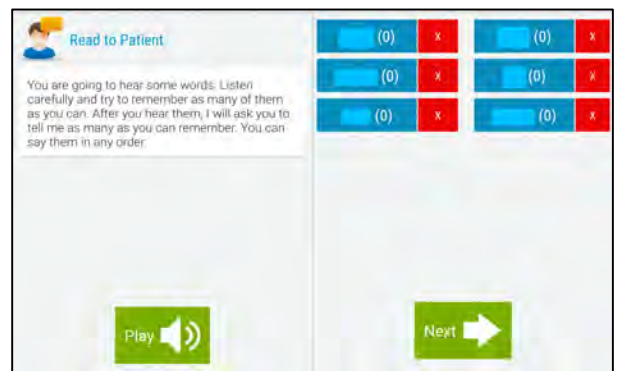 Read to Patient
You are going to hear some words. Listen
carefully and try to remember as many of them
as you can. After you hear them, I will ask you to
tell me as many as you can remember. You can
say them in any order.
Play
(0) x (0) x
(0) x (0) x
(0) x (0) x
Next